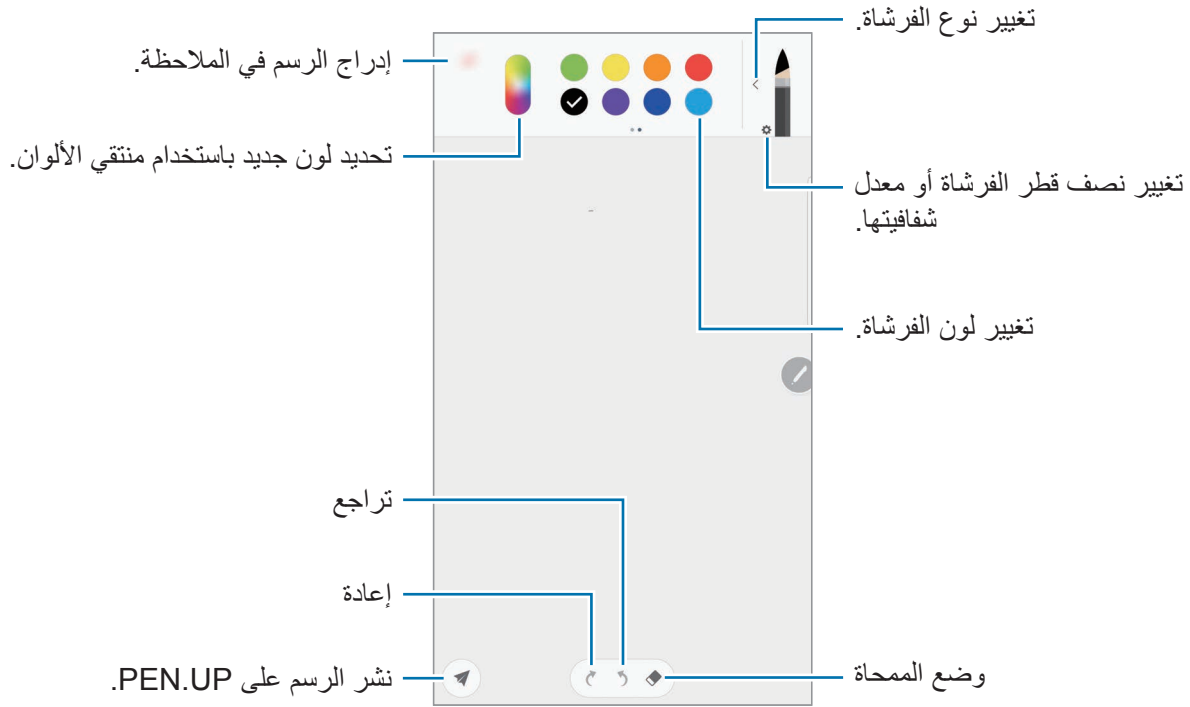 تغيير نوع الفرشاة.
إدراج الرسم في الملاحظة.
تحديد لون جديد باستخدام منتقي الألوان.
تغيير نصف قطر الفرشاة أو معدل
شفافيتها.
تغيير لون الفرشاة.
تراجع
إعادة
وضع الممحاة
نشر الرسم على PEN.UP.